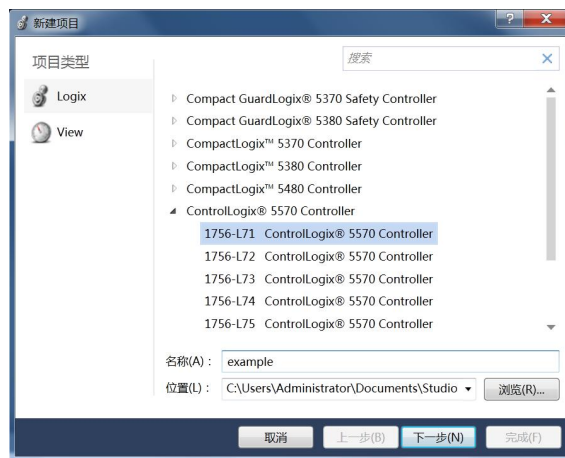 新建项目
项目类型
搜索
Logix
View
Compact GuardLogix® 5370 Safety Controller
Compact GuardLogix® 5380 Safety Controller
CompactLogix™ 5370 Controller
CompactLogix™ 5380 Controller
CompactLogix™ 5480 Controller
ControlLogix® 5570 Controller
1756-L71 ControlLogix® 5570 Controller
1756-L72 ControlLogix® 5570 Controller
1756-L73 ControlLogix® 5570 Controller
1756-L74 ControlLogix® 5570 Controller
1756-L75 ControlLogix® 5570 Controller
名称(A)： example
位置(L)： C:\Users\Administrator\Documents\Studio 浏览(R)...
取消 上一步(B) 下一步(N) 完成(F)